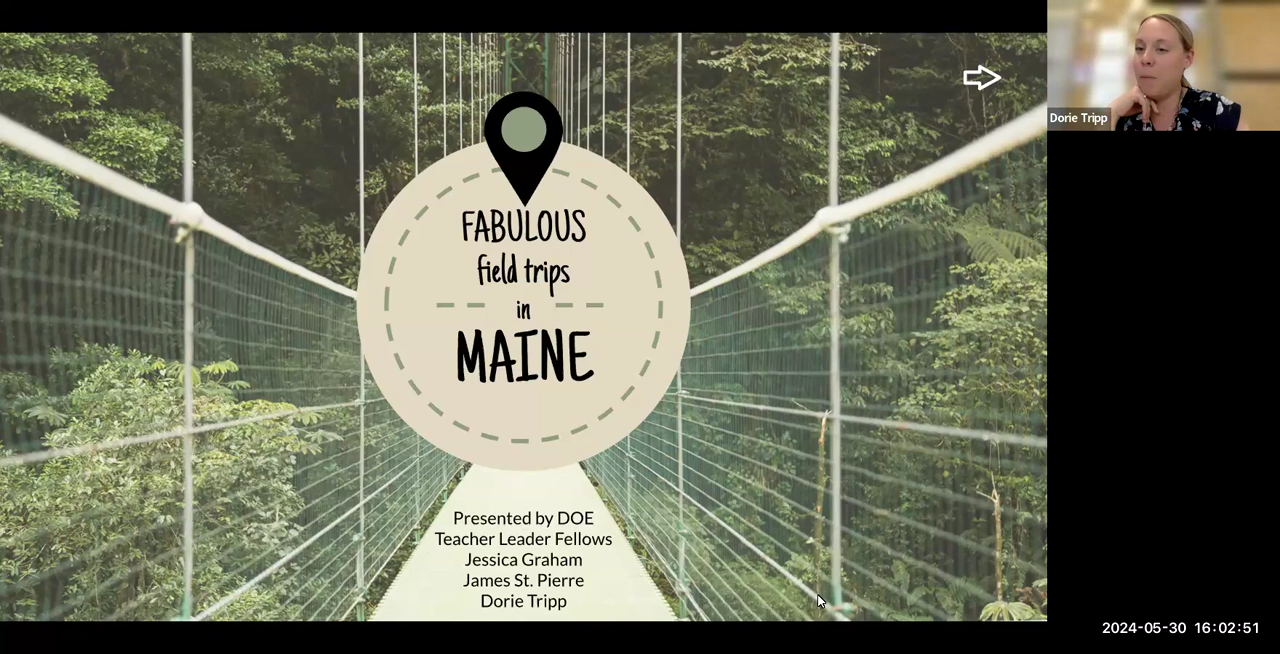 FABULOUS
field trips
in
MAINE
Presented by DOE
Teacher Leader Fellows
Jessica Graham
James St. Pierre
Dorie Tripp
Dorie Tripp
2024-05-30 16:02:51